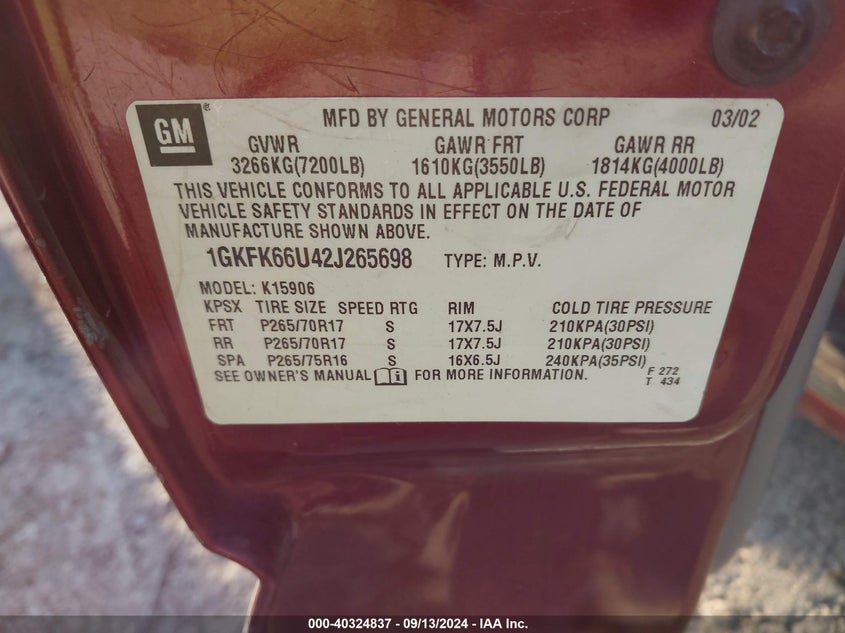 GM
MFD BY GENERAL MOTORS CORP 03/02
GVWR GAWR FRT GAWR RR
3266KG(7200LB) 1610KG(3550LB) 1814KG(4000LB)
THIS VEHICLE CONFORMS TO ALL APPLICABLE U.S. FEDERAL MOTOR
VEHICLE SAFETY STANDARDS IN EFFECT ON THE DATE OF
MANUFACTURE SHOWN ABOVE.
1GKFK66U42J265698 TYPE: M.P.V.
MODEL: K15906
KPSX TIRE SIZE SPEED RTG RIM COLD TIRE PRESSURE
FRT P265/70R17 S 17X7.5J 210KPA(30PSI)
RR P265/70R17 S 17X7.5J 210KPA(30PSI)
SPA P265/75R16 S 16X6.5J 240KPA(35PSI)
SEE OWNER'S MANUAL i FOR MORE INFORMATION.
F 272
T 434
000-40324837 - 09/13/2024 - IAA Inc.